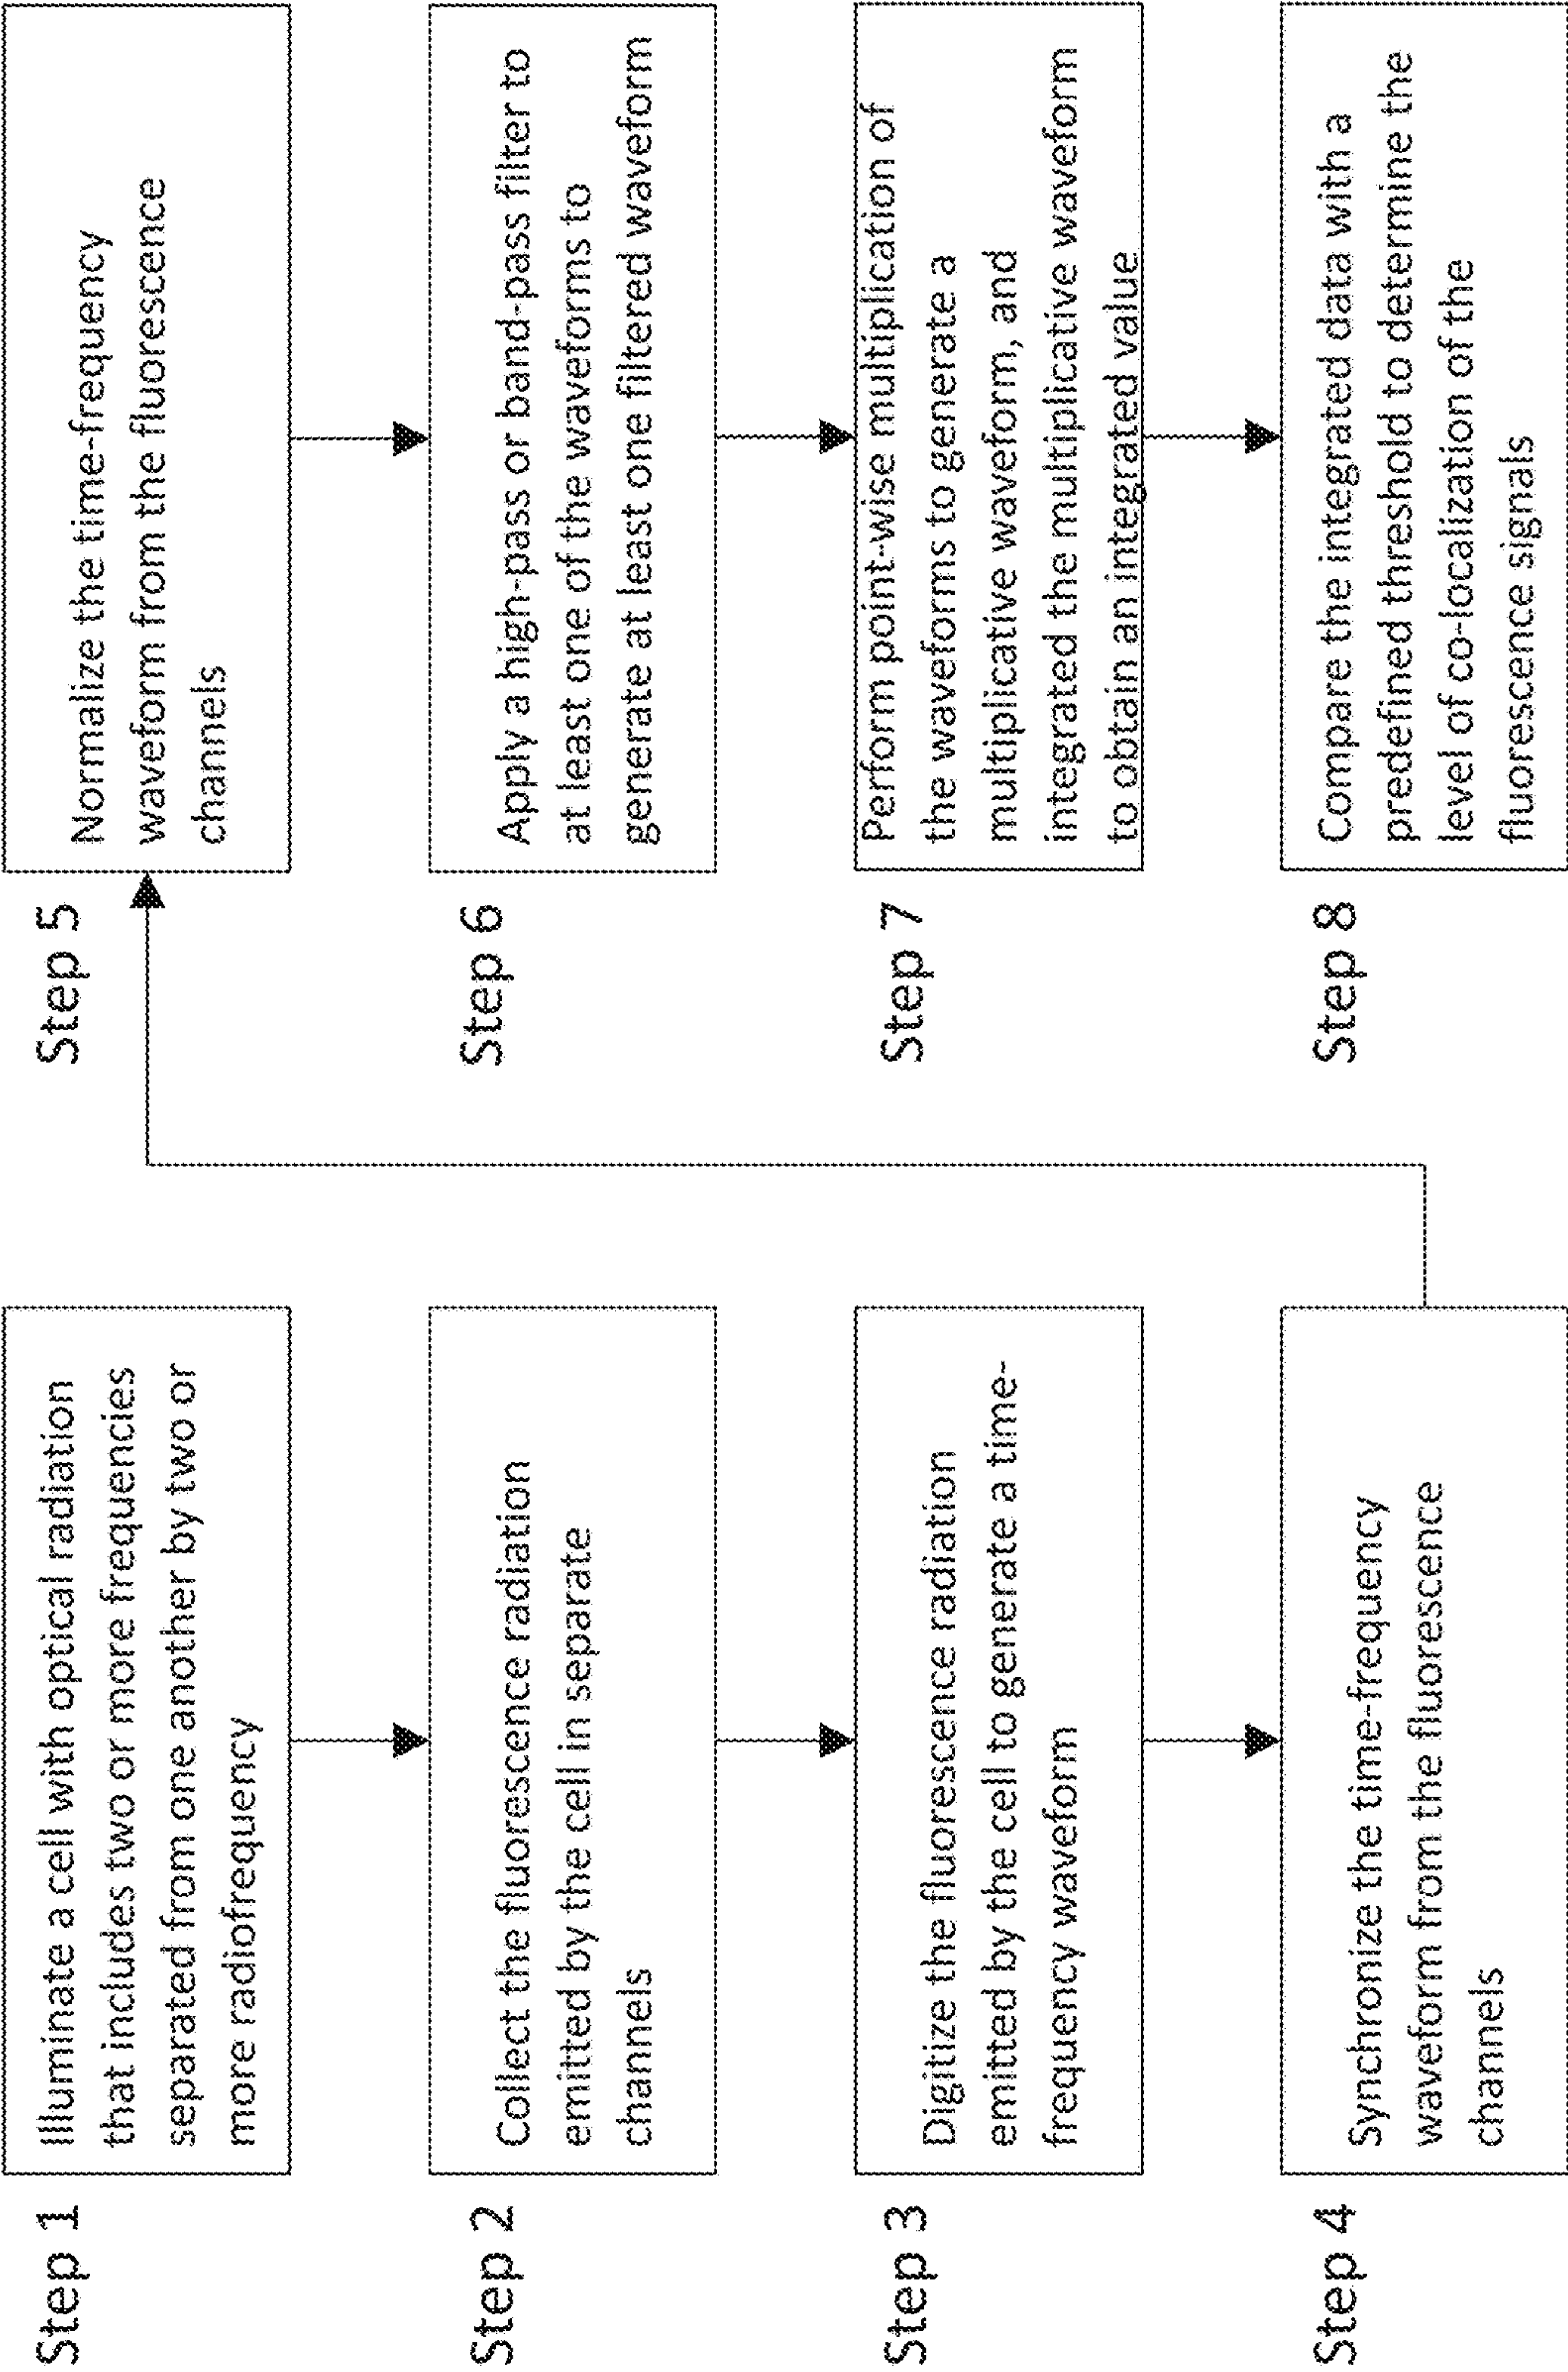 Step 1
Illuminate a cell with optical radiation
that includes two or more frequencies
separated from one another by two or
more radiofrequency
Step 2
Collect the fluorescence radiation
emitted by the cell in separate
channels
Step 3
Digitize the fluorescence radiation
emitted by the cell to generate a time-
frequency waveform
Step 4
Synchronize the time-frequency
waveform from the fluorescence
channels
Step 5
Normalize the time-frequency
waveform from the fluorescence
channels
Step 6
Apply a high-pass or band-pass filter to
at least one of the waveforms to
generate at least one filtered waveform
Step 7
Perform point-wise multiplication of
the waveforms to generate a
multiplicative waveform, and
integrated the multiplicative waveform
to obtain an integrated value
Step 8
Compare the integrated data with a
predefined threshold to determine the
level of co-localization of the
fluorescence signals